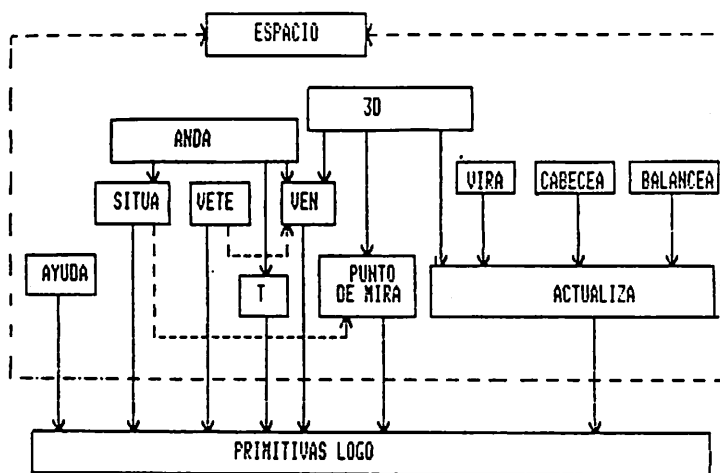 ESPACIO
3D
ANDA
VIRA
CABECEA
BALANCEA
SITUA
VETE
VEN
AYUDA
T
PUNTO
DE MIRA
ACTUALIZA
PRIMITIVAS LOGO